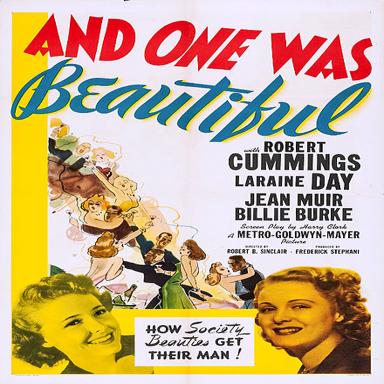 AND ONE WAS
Beautiful
with ROBERT
CUMMINGS
LARAINE DAY
JEAN MUIR
BILLIE BURKE
Screen Play by Harry Clork
A METRO-GOLDWYN-MAYER
Picture
DIRECTED BY PRODUCED BY
ROBERT B. SINCLAIR · FREDERICK STEPHANI
HOW Society
Beauties GET
THEIR MAN!